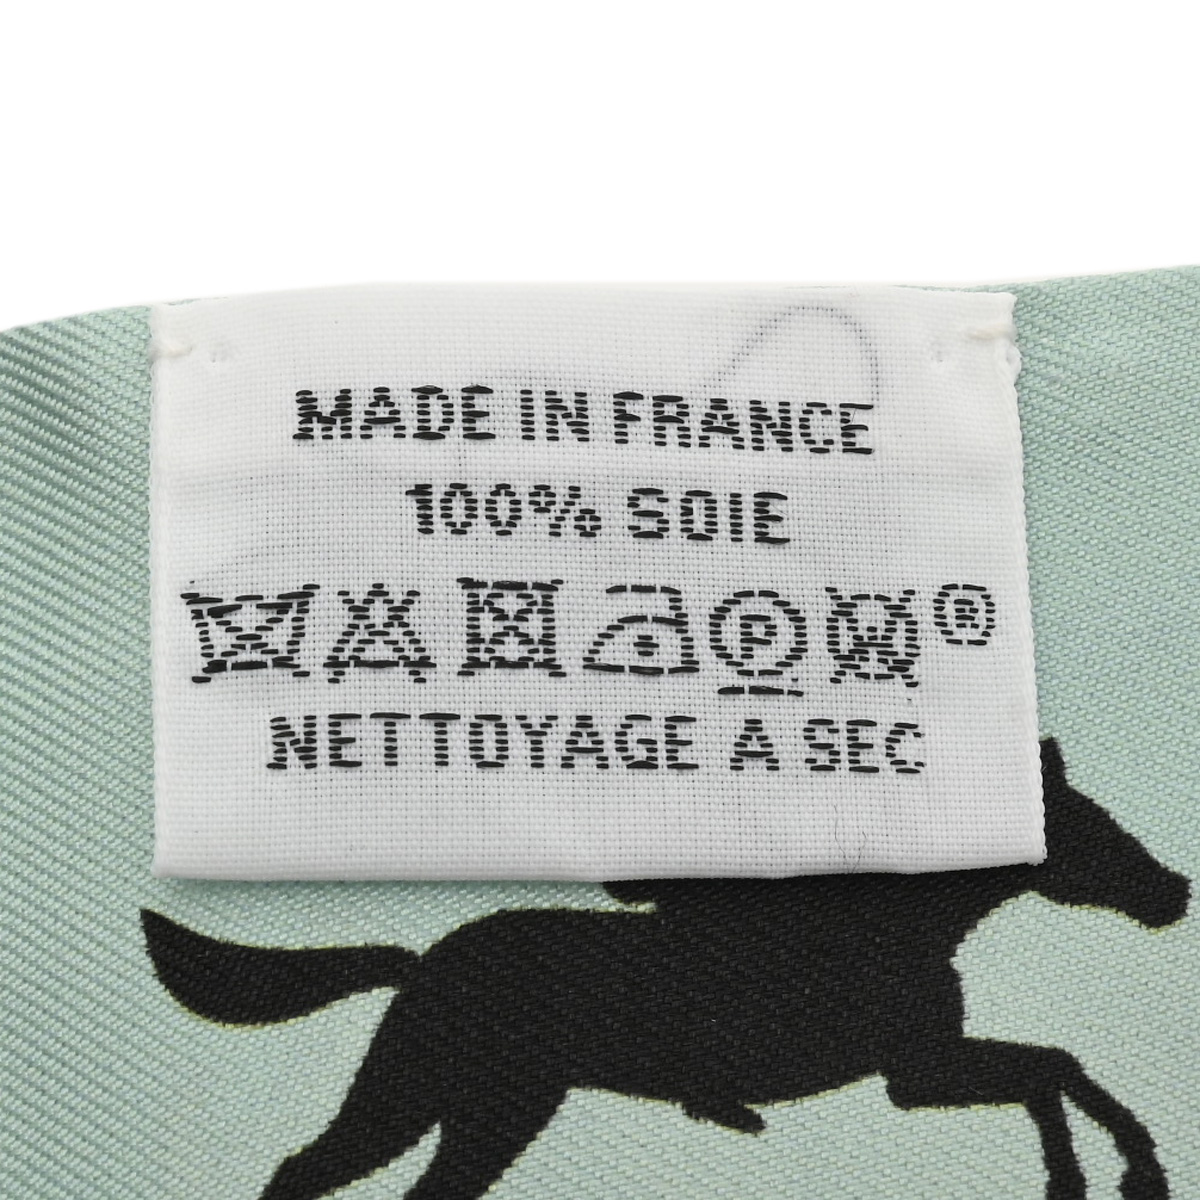 MADE IN FRANCE
100% SOIE
P W ®
NETTOYAGE A SEC